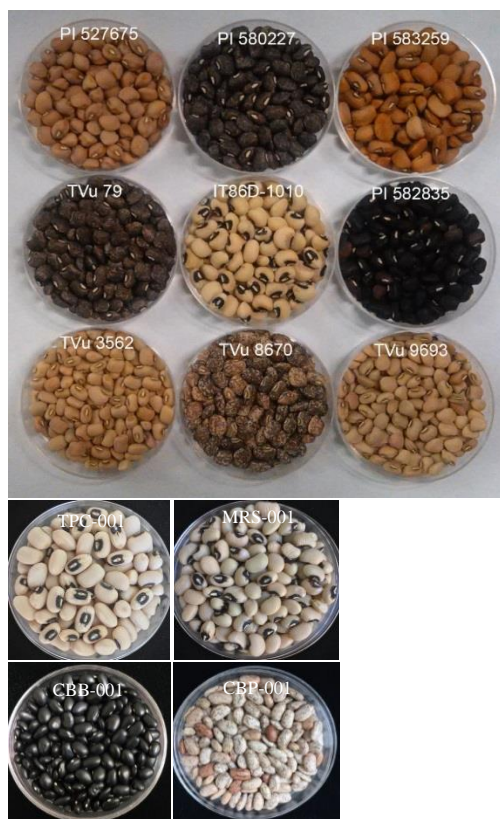 PI 527675
PI 580227
PI 583259
TVu 79
IT86D-1010
PI 582835
TVu 3562
TVu 8670
TVu 9693
TPC-001
MRS-001
CBB-001
CBP-001